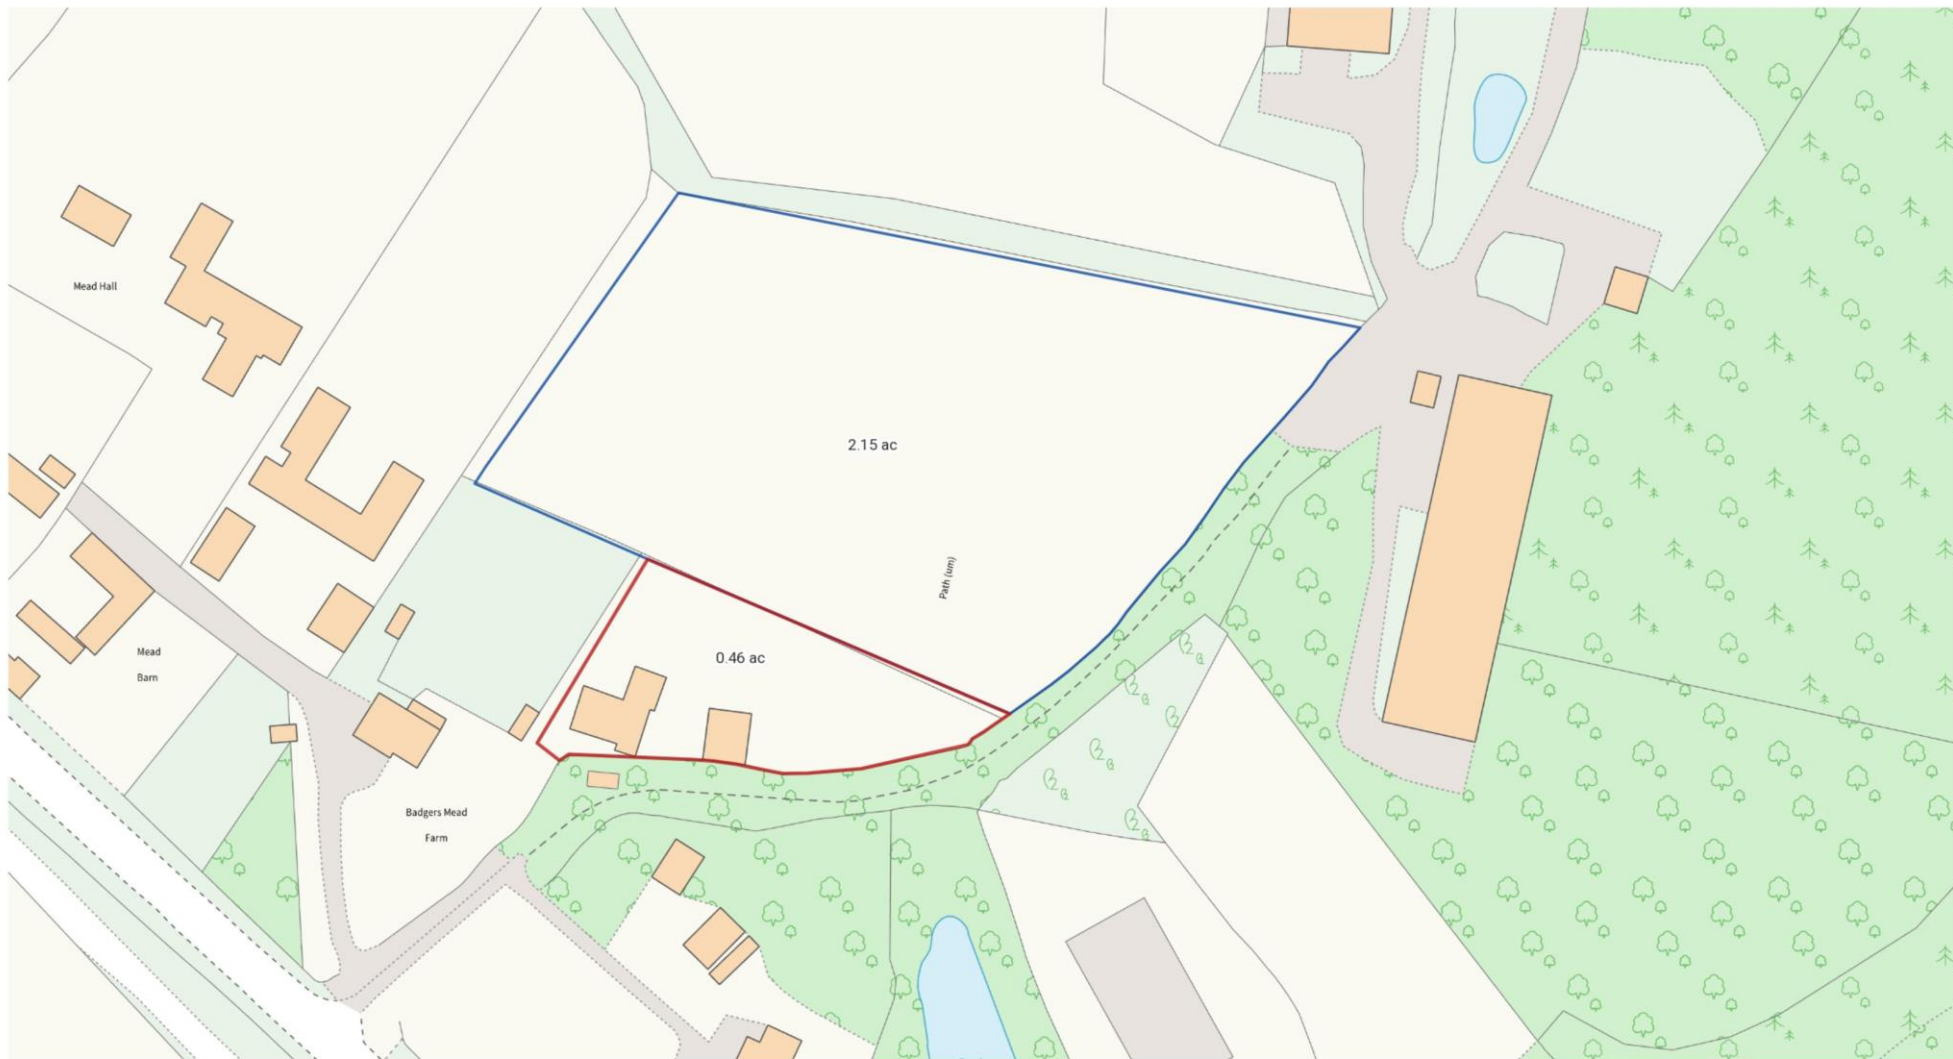 Mead Hall
2.15 ac
Path (um)
Mead
Barn
0.46 ac
Badgers Mead
Farm